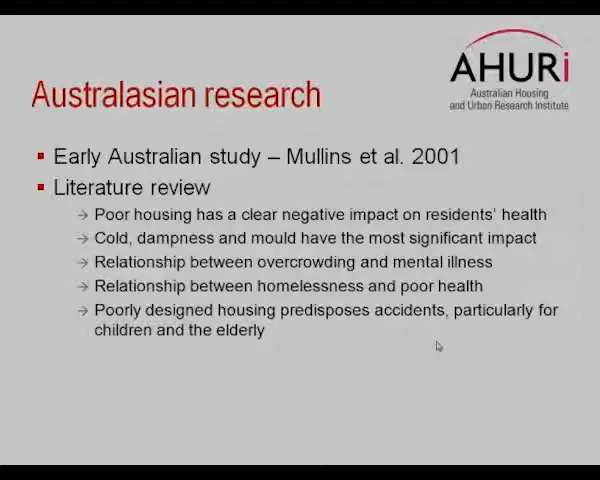 AHURi
Australian Housing
and Urban Research Institute
Australasian research
Early Australian study – Mullins et al. 2001
Literature review
Poor housing has a clear negative impact on residents' health
Cold, dampness and mould have the most significant impact
Relationship between overcrowding and mental illness
Relationship between homelessness and poor health
Poorly designed housing predisposes accidents, particularly for
children and the elderly